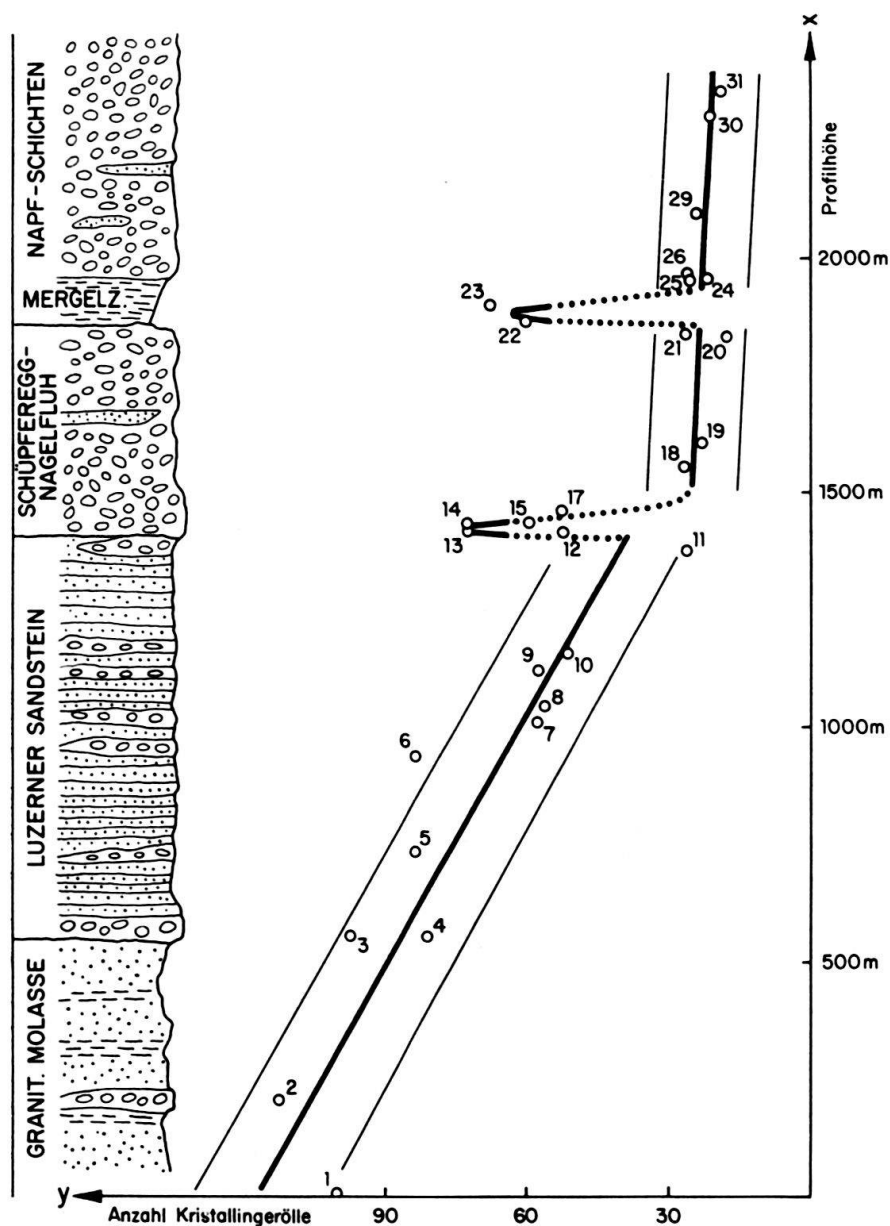 x
Profilhöhe
2000m
1500m
1000m
500m
NAPF-SCHICHTEN
MERGELZ.
SCHÜPFEREGG-
NAGELFLUH
LUZERNER SANDSTEIN
GRANIT. MOLASSE
31
30
29
26
25
24
23
22
21
20
19
18
17
14
15
13
12
11
9
10
8
7
6
5
3
4
2
1
y
Anzahl Kristallingerölle
90
60
30